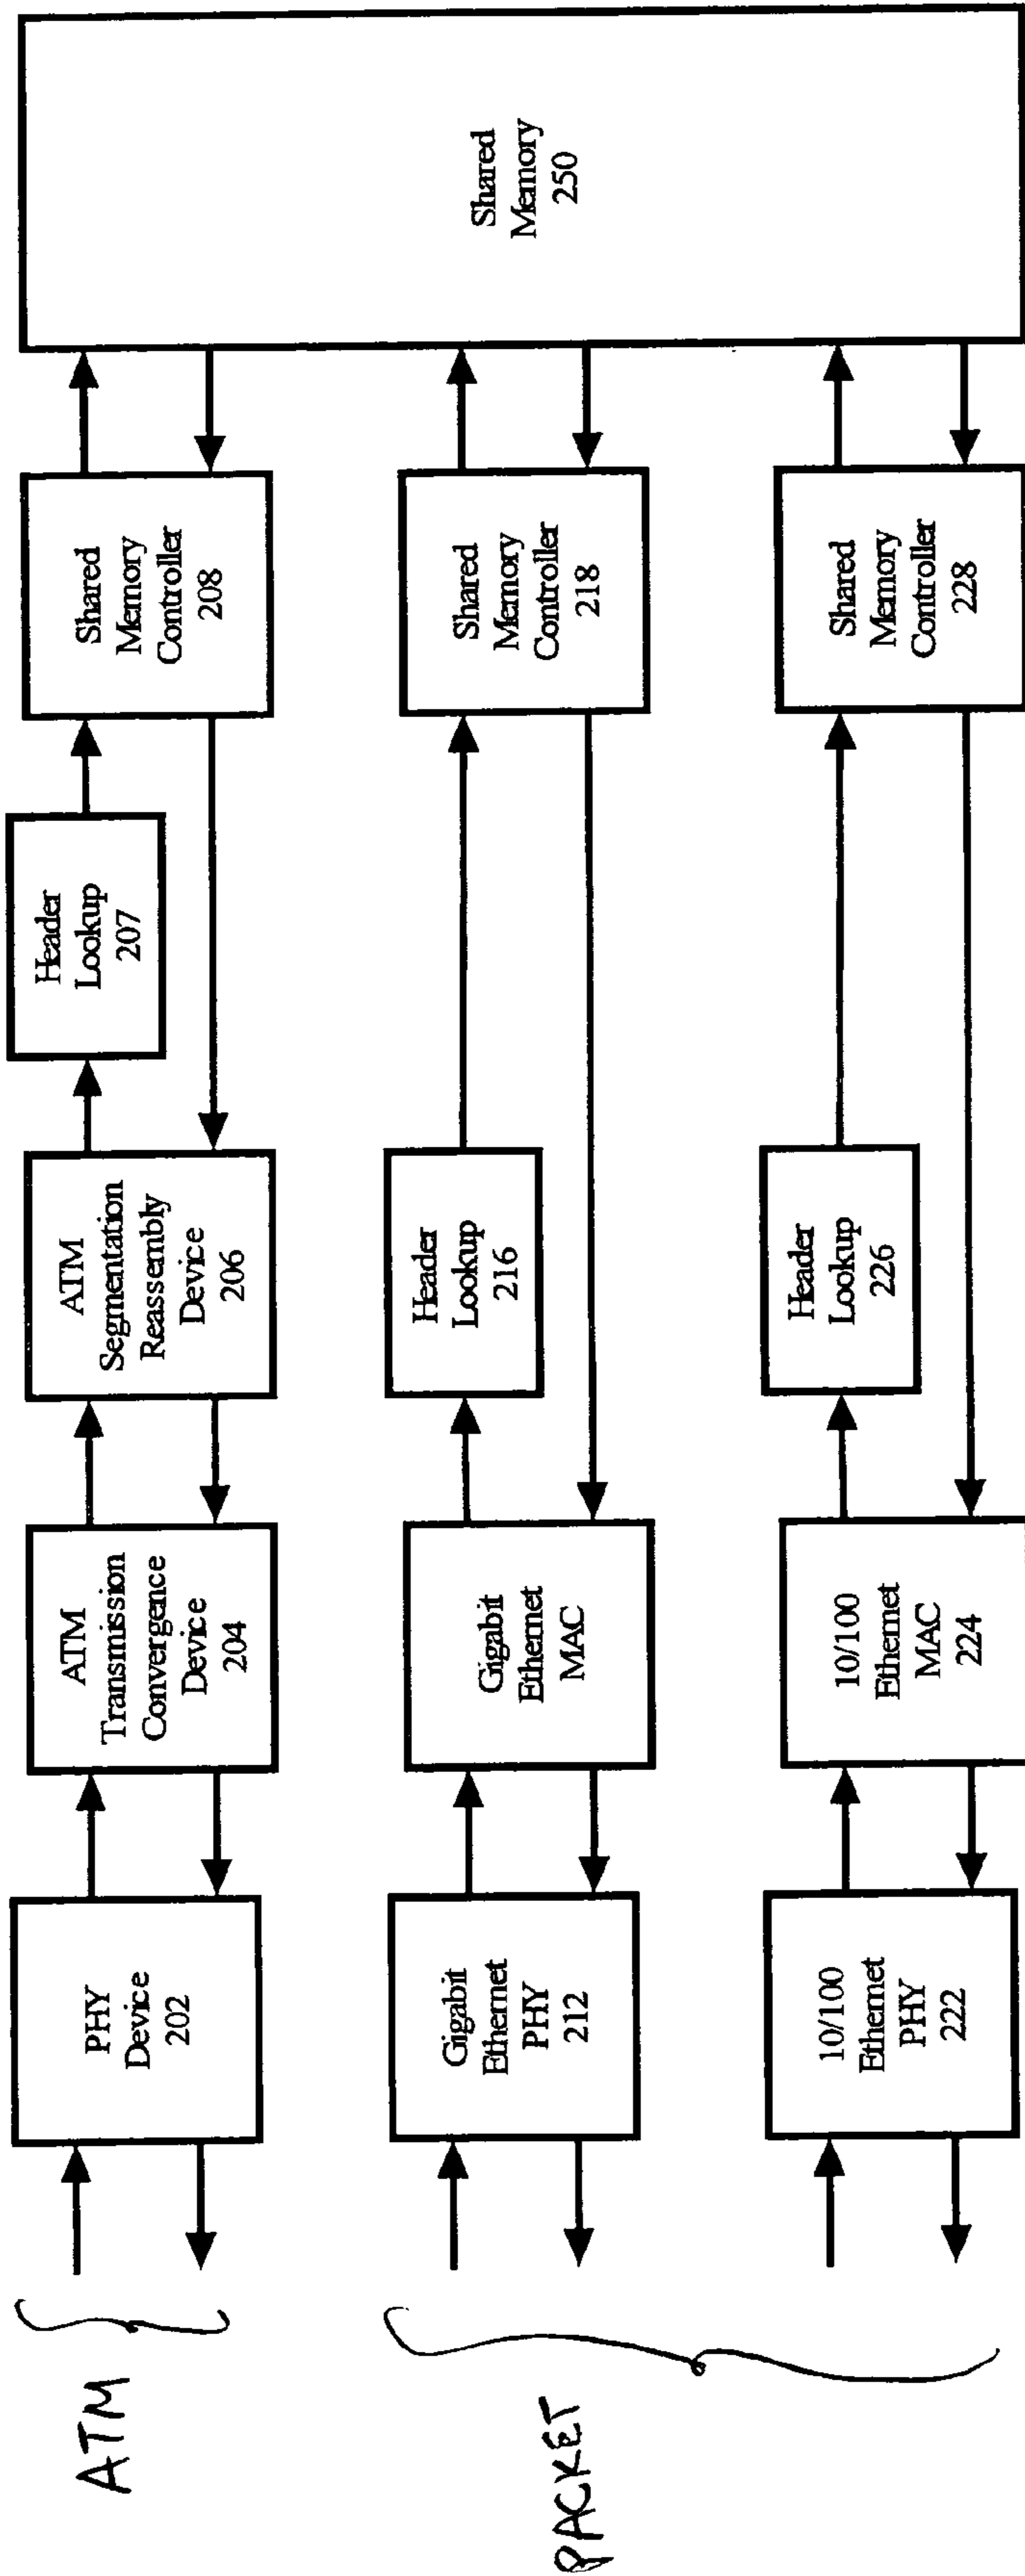 ATM
PHY
Device
202
ATM
Transmission
Convergence
Device
204
ATM
Segmentation
Reassembly
Device
206
Header
Lookup
207
Shared
Memory
Controller
208
Shared
Memory
250
PACKET
Gigabit
Ethernet
PHY
212
Gigabit
Ethernet
MAC
Header
Lookup
216
Shared
Memory
Controller
218
10/100
Ethernet
PHY
222
10/100
Ethernet
MAC
224
Header
Lookup
226
Shared
Memory
Controller
228